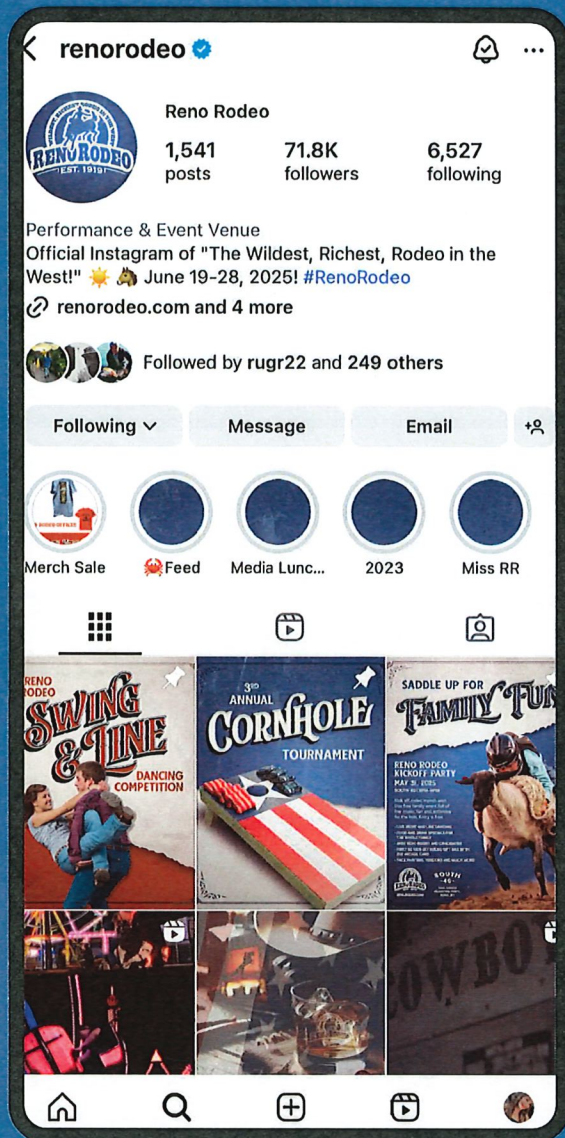 renorodeo
RENO RODEO
EST. 1919
Reno Rodeo
1,541 71.8K 6,527
posts followers following
Performance & Event Venue
Official Instagram of "The Wildest, Richest, Rodeo in the
West!" ☀️ 🐴 June 19-28, 2025! #RenoRodeo
renorodeo.com and 4 more
Followed by rugr22 and 249 others
Following Message Email
Merch Sale 🦀Feed Media Lunc... 2023 Miss RR
RENO
RODEO
SWING
& LINE
DANCING
COMPETITION
3RD
ANNUAL
CORNHOLE
TOURNAMENT
SADDLE UP FOR
FAMILY FUN
RENO RODEO
KICKOFF PARTY
MAY 31, 2025
SOUTH
40
COWBO